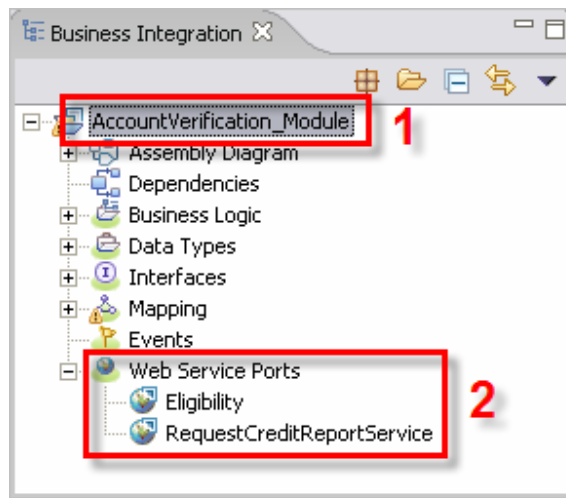 Business Integration
AccountVerification_Module
1
Assembly Diagram
Dependencies
Business Logic
Data Types
Interfaces
Mapping
Events
Web Service Ports
Eligibility
2
RequestCreditReportService